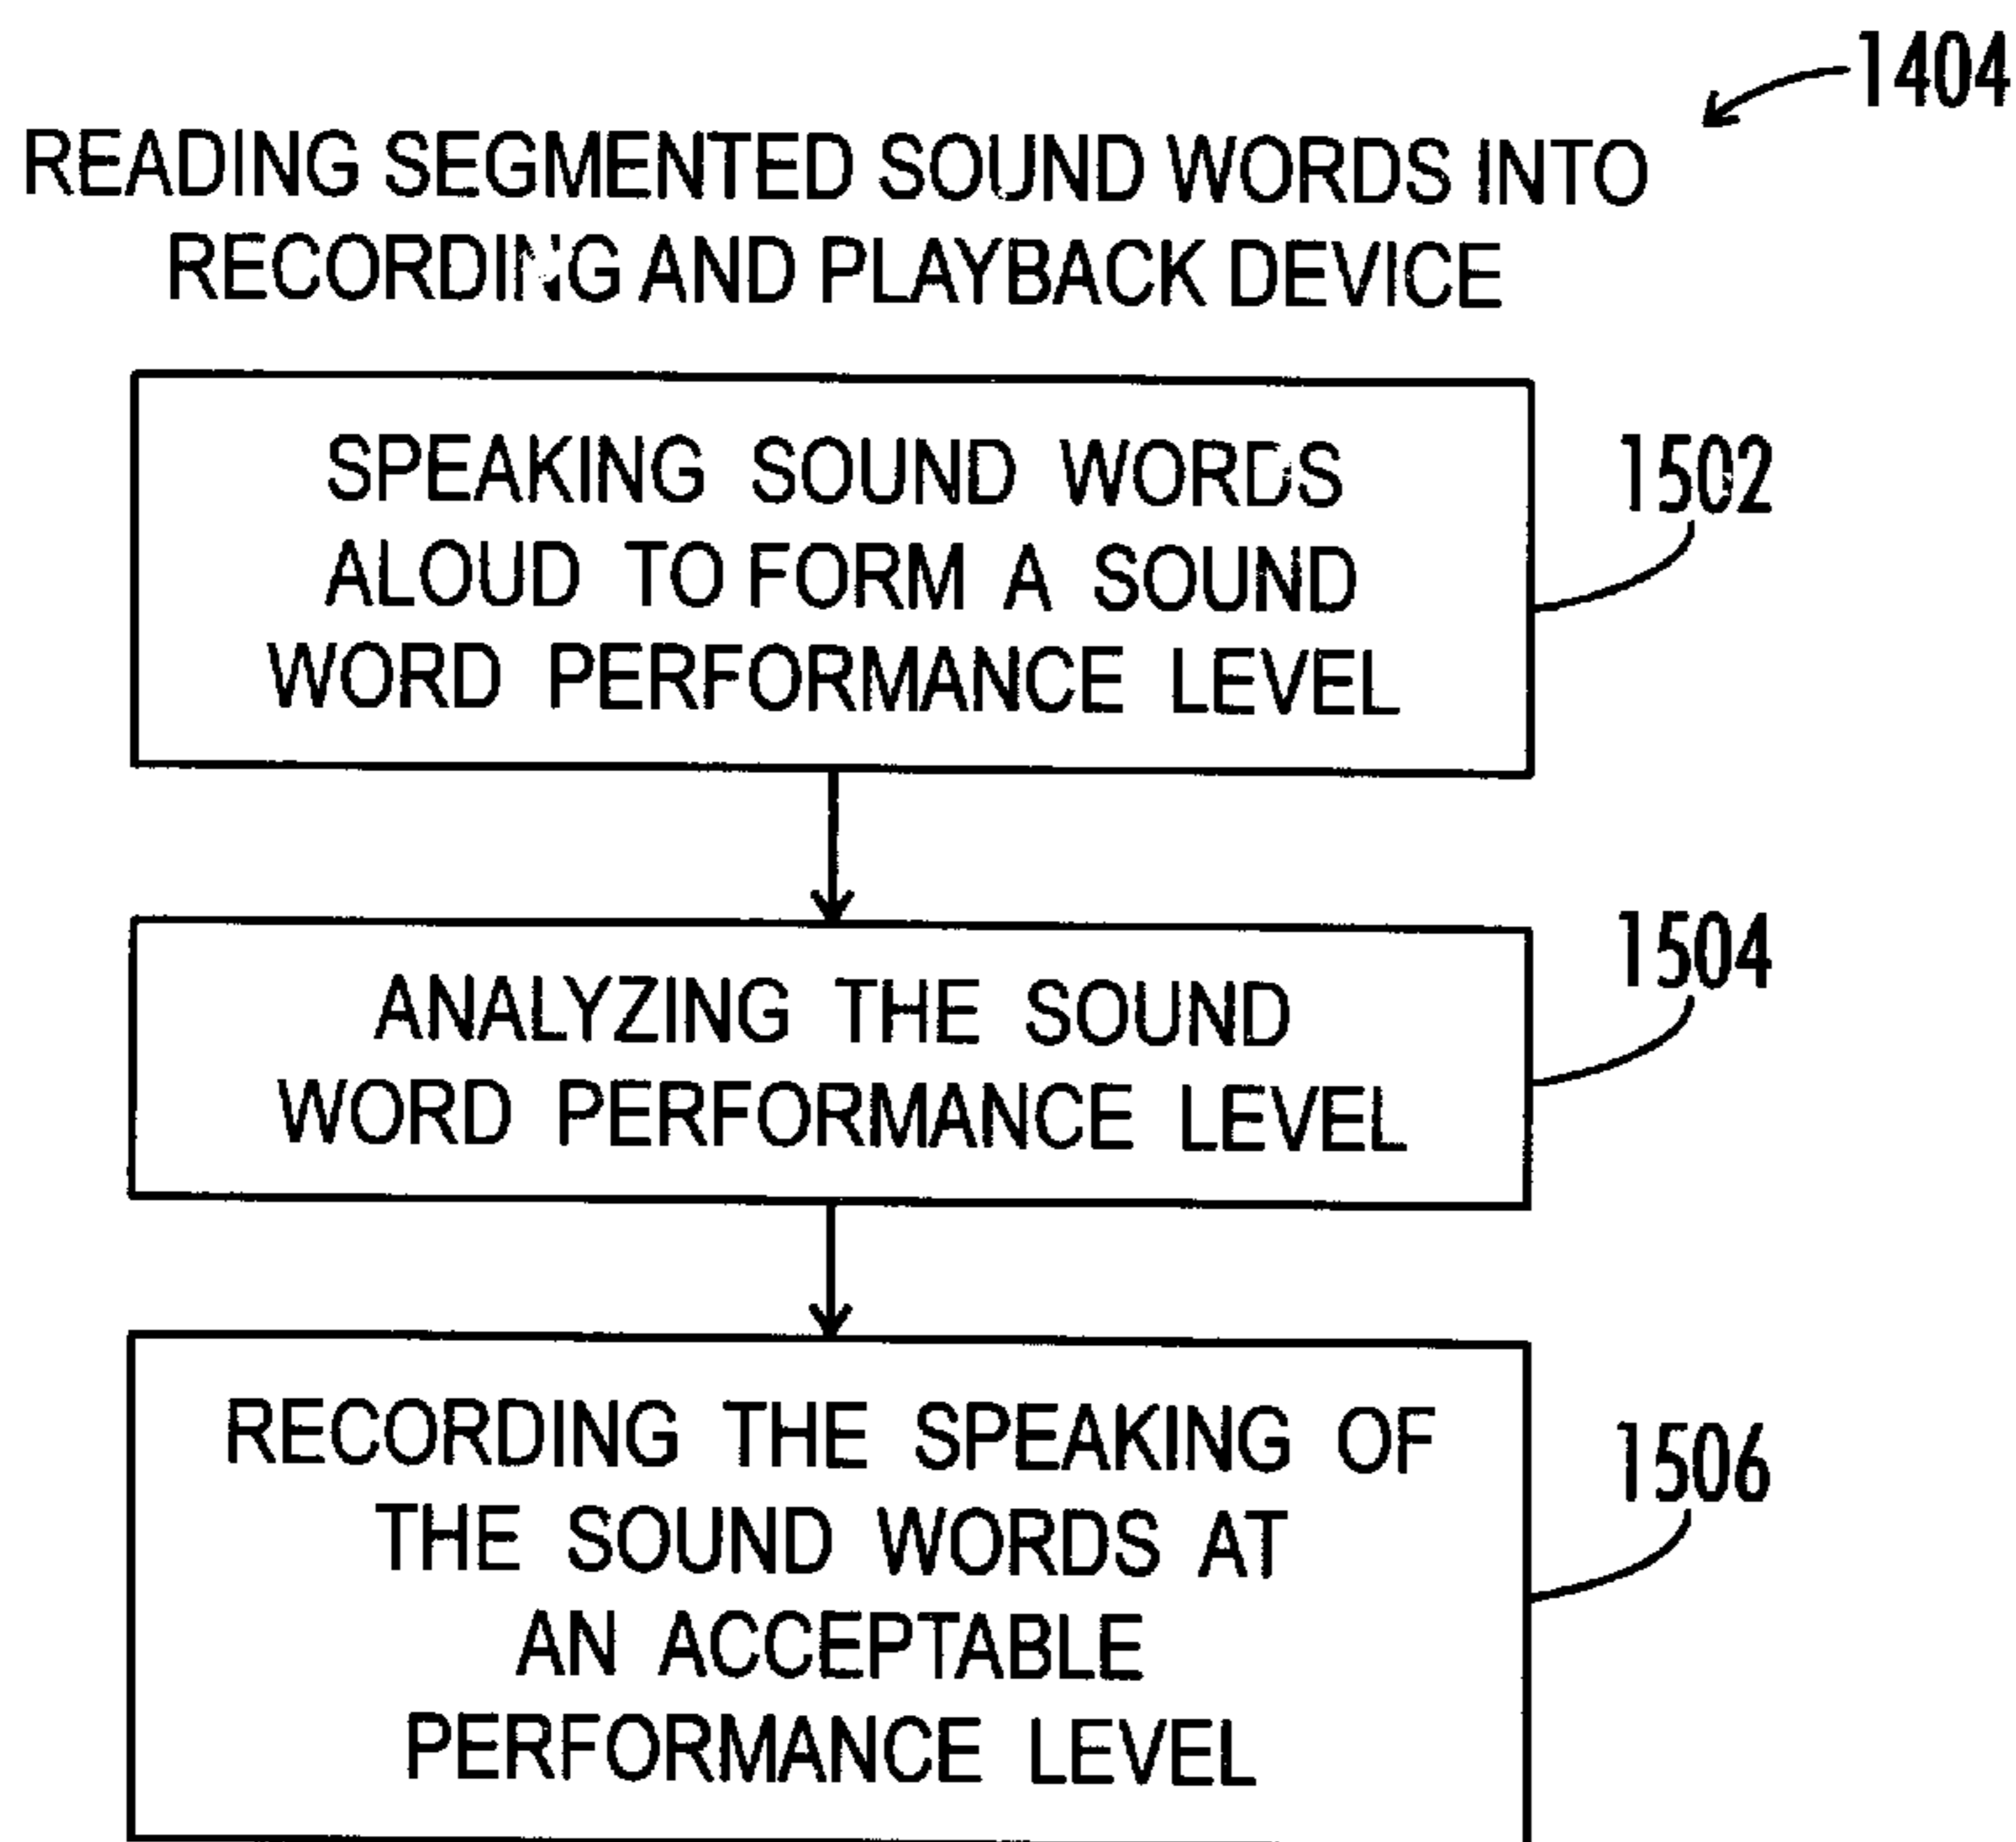 1404
READING SEGMENTED SOUND WORDS INTO
RECORDING AND PLAYBACK DEVICE
SPEAKING SOUND WORDS
ALOUD TO FORM A SOUND
WORD PERFORMANCE LEVEL
1502
ANALYZING THE SOUND
WORD PERFORMANCE LEVEL
1504
RECORDING THE SPEAKING OF
THE SOUND WORDS AT
AN ACCEPTABLE
PERFORMANCE LEVEL
1506